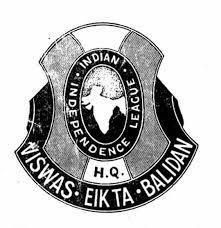 · INDIAN ·
INDEPENDENCE LEAGUE
H.Q.
VISWAS · EIKTA · BALIDAN